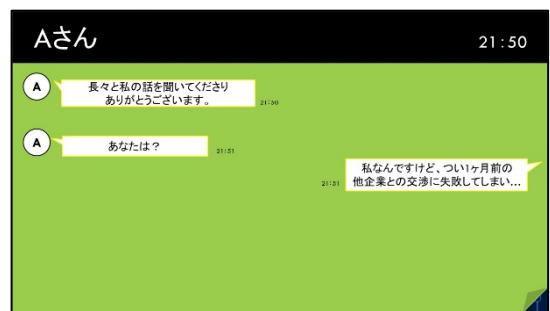 Aさん
21:50
A
長々と私の話を聞いてくださり
ありがとうございます。
21:50
A
あなたは？
21:51
私なんですけど、つい1ヶ月前の
他企業との交渉に失敗してしまい…
21:51